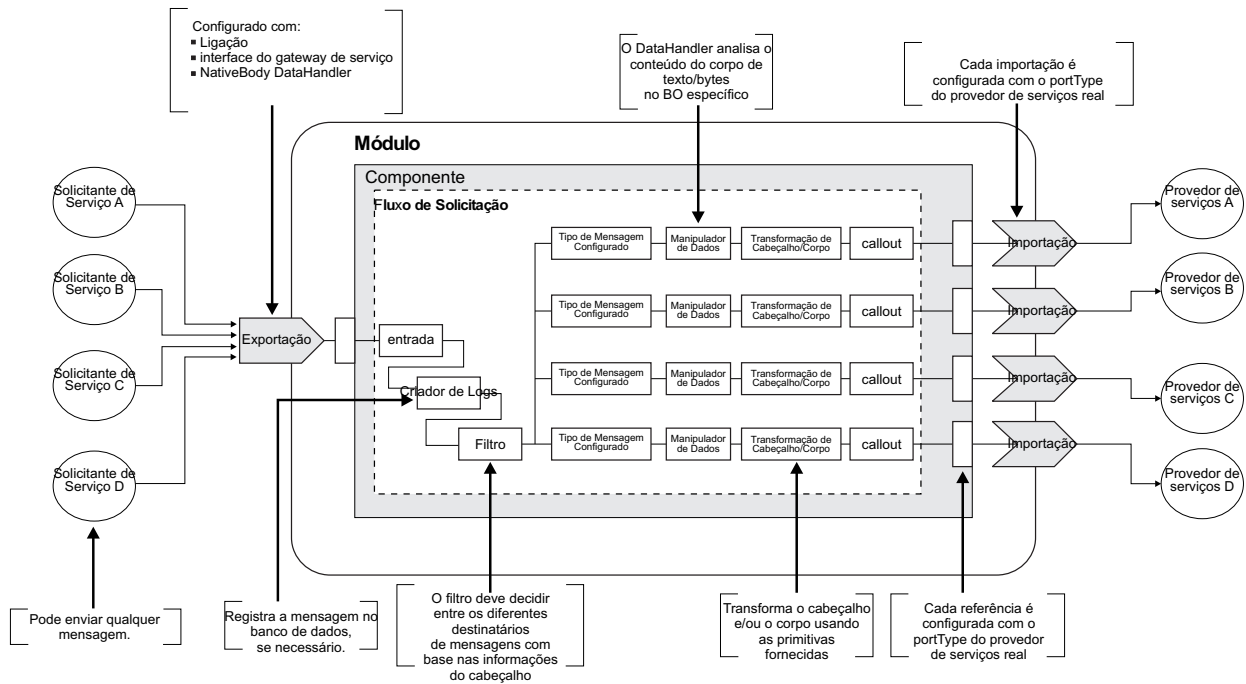 Configurado com:
▪ Ligação
▪ interface do gateway de serviço
▪ NativeBody DataHandler
O DataHandler analisa o
conteúdo do corpo de
texto/bytes
no BO específico
Cada importação é
configurada com o portType
do provedor de serviços real
Módulo
Componente
Fluxo de Solicitação
Solicitante de
Serviço A
Solicitante de
Serviço B
Solicitante de
Serviço C
Solicitante de
Serviço D
Exportação
entrada
Criador de Logs
Filtro
Tipo de Mensagem
Configurado
Manipulador
de Dados
Transformação de
Cabeçalho/Corpo
callout
Importação
Provedor de
serviços A
Tipo de Mensagem
Configurado
Manipulador
de Dados
Transformação de
Cabeçalho/Corpo
callout
Importação
Provedor de
serviços B
Tipo de Mensagem
Configurado
Manipulador
de Dados
Transformação de
Cabeçalho/Corpo
callout
Importação
Provedor de
serviços C
Tipo de Mensagem
Configurado
Manipulador
de Dados
Transformação de
Cabeçalho/Corpo
callout
Importação
Provedor de
serviços D
Pode enviar qualquer
mensagem.
Registra a mensagem no
banco de dados,
se necessário.
O filtro deve decidir
entre os diferentes
destinatários
de mensagens com
base nas informações
do cabeçalho
Transforma o cabeçalho
e/ou o corpo usando
as primitivas
fornecidas
Cada referência é
configurada com o
portType do provedor
de serviços real